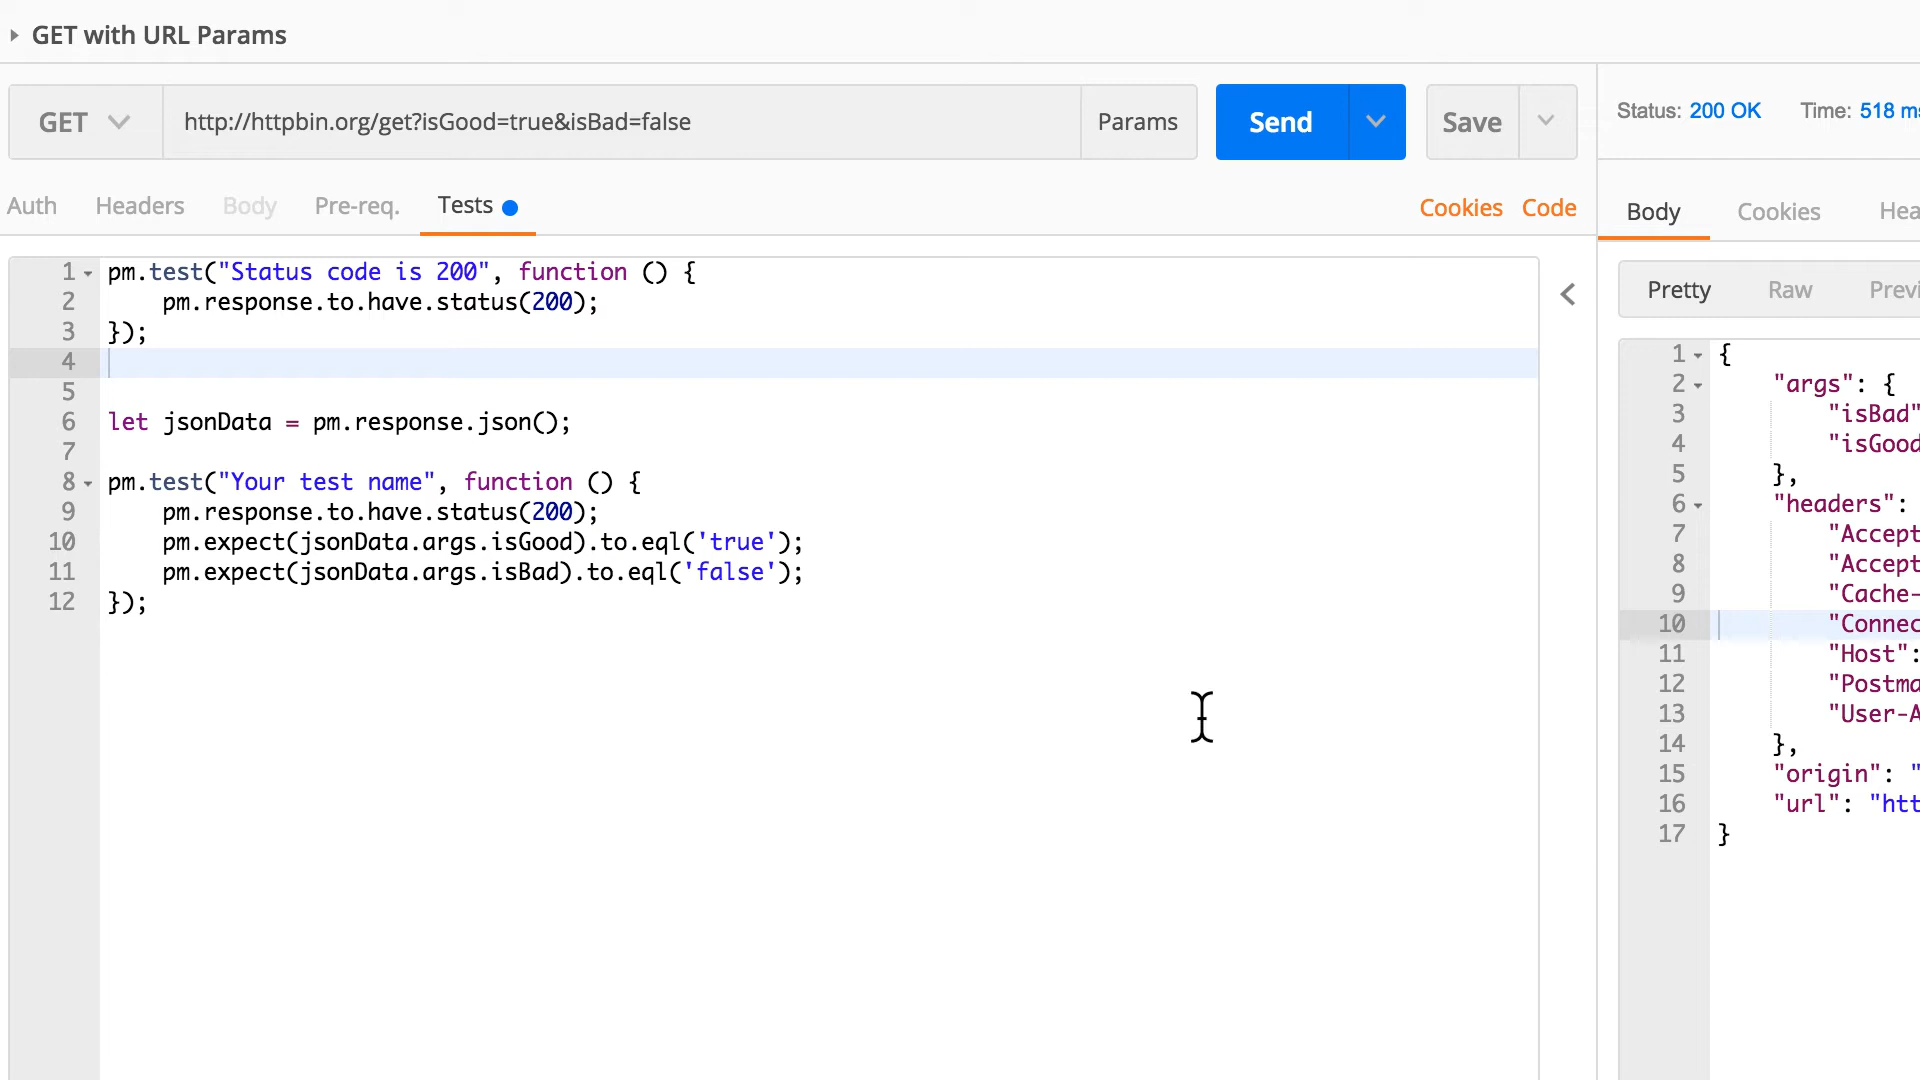 GET with URL Params
GET
http://httpbin.org/get?isGood=true&isBad=false
Params
Send
Save
Status: 200 OK Time: 518 ms
Auth Headers Body Pre-req. Tests
Cookies Code
Body Cookies Hea
Pretty Raw Previ
1 pm.test("Status code is 200", function () {
2 pm.response.to.have.status(200);
3 });
4
5
6 let jsonData = pm.response.json();
7
8 pm.test("Your test name", function () {
9 pm.response.to.have.status(200);
10 pm.expect(jsonData.args.isGood).to.eql('true');
11 pm.expect(jsonData.args.isBad).to.eql('false');
12 });
1 {
2 "args": {
3 "isBad"
4 "isGood
5 },
6 "headers":
7 "Accept
8 "Accept
9 "Cache-
10 "Connec
11 "Host":
12 "Postma
13 "User-A
14 },
15 "origin": "
16 "url": "htt
17 }